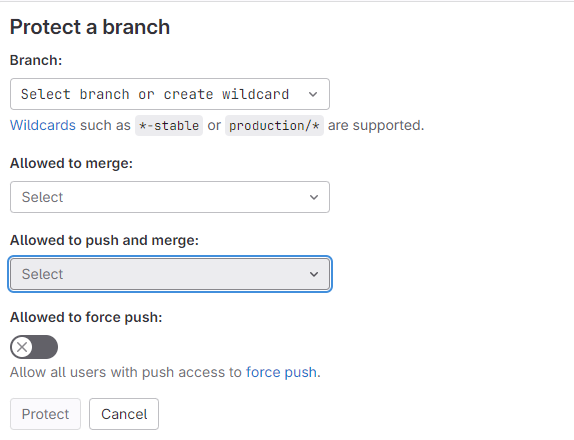 Protect a branch
Branch:
Select branch or create wildcard
Wildcards such as *-stable or production/* are supported.
Allowed to merge:
Select
Allowed to push and merge:
Select
Allowed to force push:
Allow all users with push access to force push.
Protect Cancel